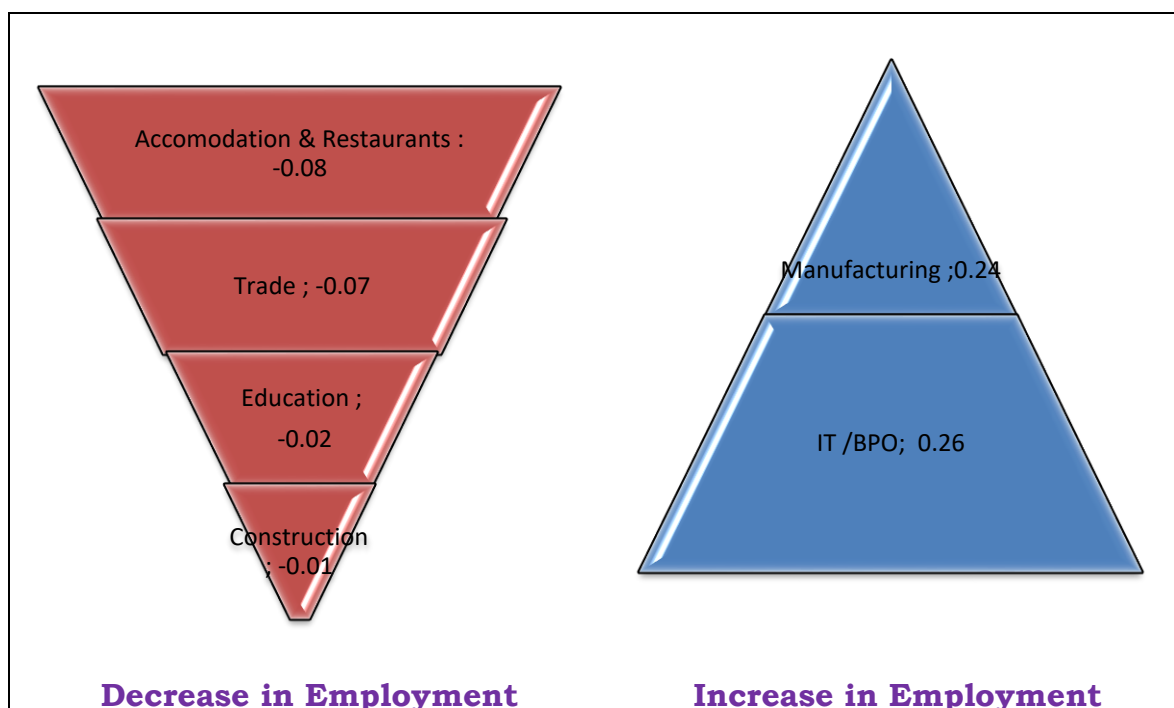 Accomodation & Restaurants :
-0.08
Trade ; -0.07
Education ;
-0.02
Construction
; -0.01
Decrease in Employment
Manufacturing ;0.24
IT /BPO; 0.26
Increase in Employment